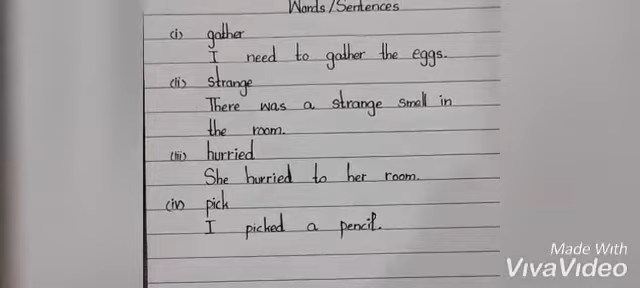 Words/Sentences
(i) gather
I need to gather the eggs.
(ii) strange
There was a strange smell in
the room.
(iii) hurried
She hurried to her room.
(iv) pick
I picked a pencil.
Made With
VivaVideo